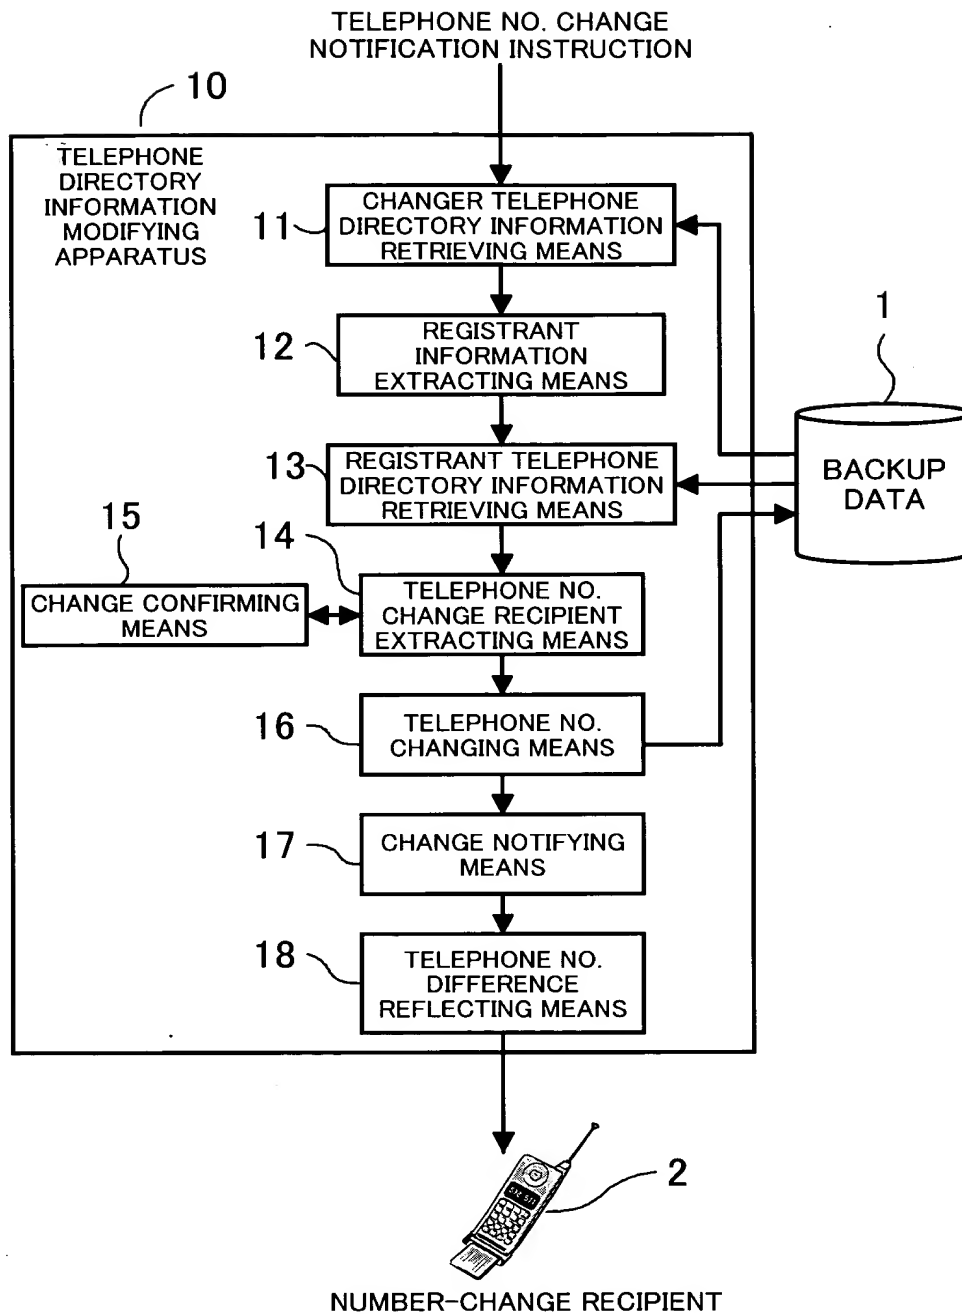 TELEPHONE NO. CHANGE
NOTIFICATION INSTRUCTION
10
TELEPHONE
DIRECTORY
INFORMATION
MODIFYING
APPARATUS
11
CHANGER TELEPHONE
DIRECTORY INFORMATION
RETRIEVING MEANS
1
12
REGISTRANT
INFORMATION
EXTRACTING MEANS
BACKUP
DATA
13
REGISTRANT TELEPHONE
DIRECTORY INFORMATION
RETRIEVING MEANS
15
14
CHANGE CONFIRMING
MEANS
TELEPHONE NO.
CHANGE RECIPIENT
EXTRACTING MEANS
16
TELEPHONE NO.
CHANGING MEANS
17
CHANGE NOTIFYING
MEANS
18
TELEPHONE NO.
DIFFERENCE
REFLECTING MEANS
2
NUMBER-CHANGE RECIPIENT